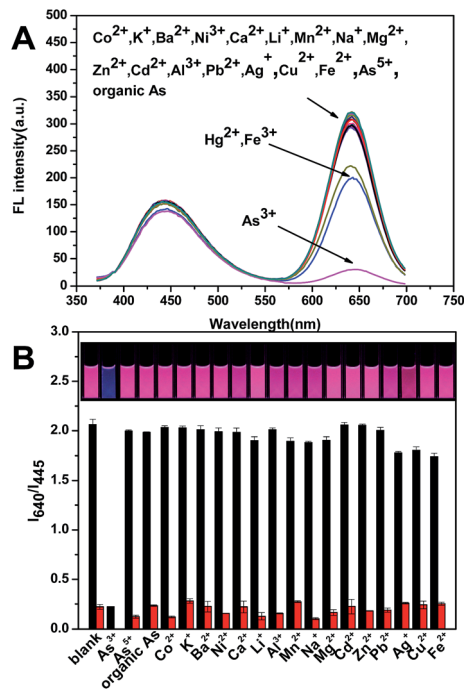 A
Co2+,K+,Ba2+,Ni3+,Ca2+,Li+,Mn2+,Na+,Mg2+,
Zn2+,Cd2+,Al3+,Pb2+,Ag+,Cu2+,Fe2+,As5+,
organic As
Hg2+,Fe3+
As3+
FL intensity(a.u.)
500
450
400
350
300
250
200
150
100
50
0
350 400 450 500 550 600 650 700 750
Wavelength(nm)
B
I640/I445
3.0
2.5
2.0
1.5
1.0
0.5
0.0
blank As3+ As5+ organic As Co2+ K+ Ba2+ Ni2+ Ca2+ Li+ Al3+ Mn2+ Na+ Mg2+ Cd2+ Zn2+ Pb2+ Ag+ Cu2+ Fe2+